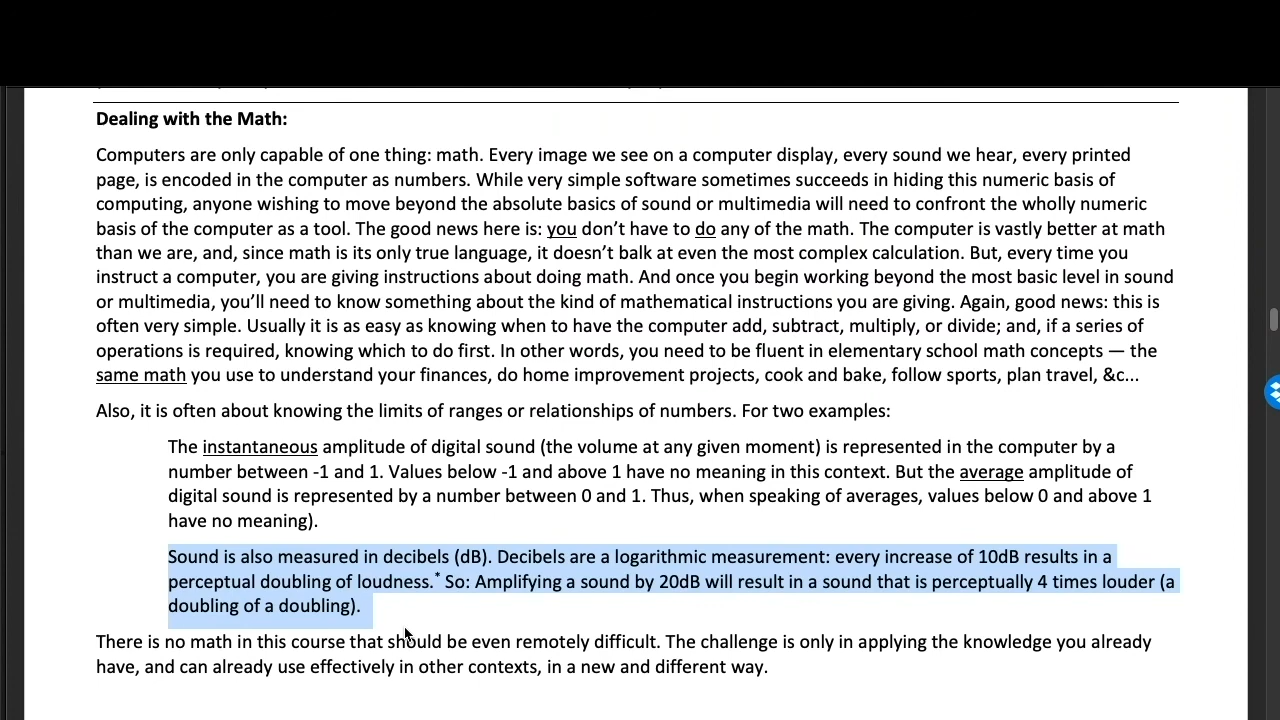 Dealing with the Math:
Computers are only capable of one thing: math. Every image we see on a computer display, every sound we hear, every printed
page, is encoded in the computer as numbers. While very simple software sometimes succeeds in hiding this numeric basis of
computing, anyone wishing to move beyond the absolute basics of sound or multimedia will need to confront the wholly numeric
basis of the computer as a tool. The good news here is: you don’t have to do any of the math. The computer is vastly better at math
than we are, and, since math is its only true language, it doesn’t balk at even the most complex calculation. But, every time you
instruct a computer, you are giving instructions about doing math. And once you begin working beyond the most basic level in sound
or multimedia, you’ll need to know something about the kind of mathematical instructions you are giving. Again, good news: this is
often very simple. Usually it is as easy as knowing when to have the computer add, subtract, multiply, or divide; and, if a series of
operations is required, knowing which to do first. In other words, you need to be fluent in elementary school math concepts — the
same math you use to understand your finances, do home improvement projects, cook and bake, follow sports, plan travel, &c...
Also, it is often about knowing the limits of ranges or relationships of numbers. For two examples:
The instantaneous amplitude of digital sound (the volume at any given moment) is represented in the computer by a
number between -1 and 1. Values below -1 and above 1 have no meaning in this context. But the average amplitude of
digital sound is represented by a number between 0 and 1. Thus, when speaking of averages, values below 0 and above 1
have no meaning).
Sound is also measured in decibels (dB). Decibels are a logarithmic measurement: every increase of 10dB results in a
perceptual doubling of loudness.* So: Amplifying a sound by 20dB will result in a sound that is perceptually 4 times louder (a
doubling of a doubling).
There is no math in this course that should be even remotely difficult. The challenge is only in applying the knowledge you already
have, and can already use effectively in other contexts, in a new and different way.